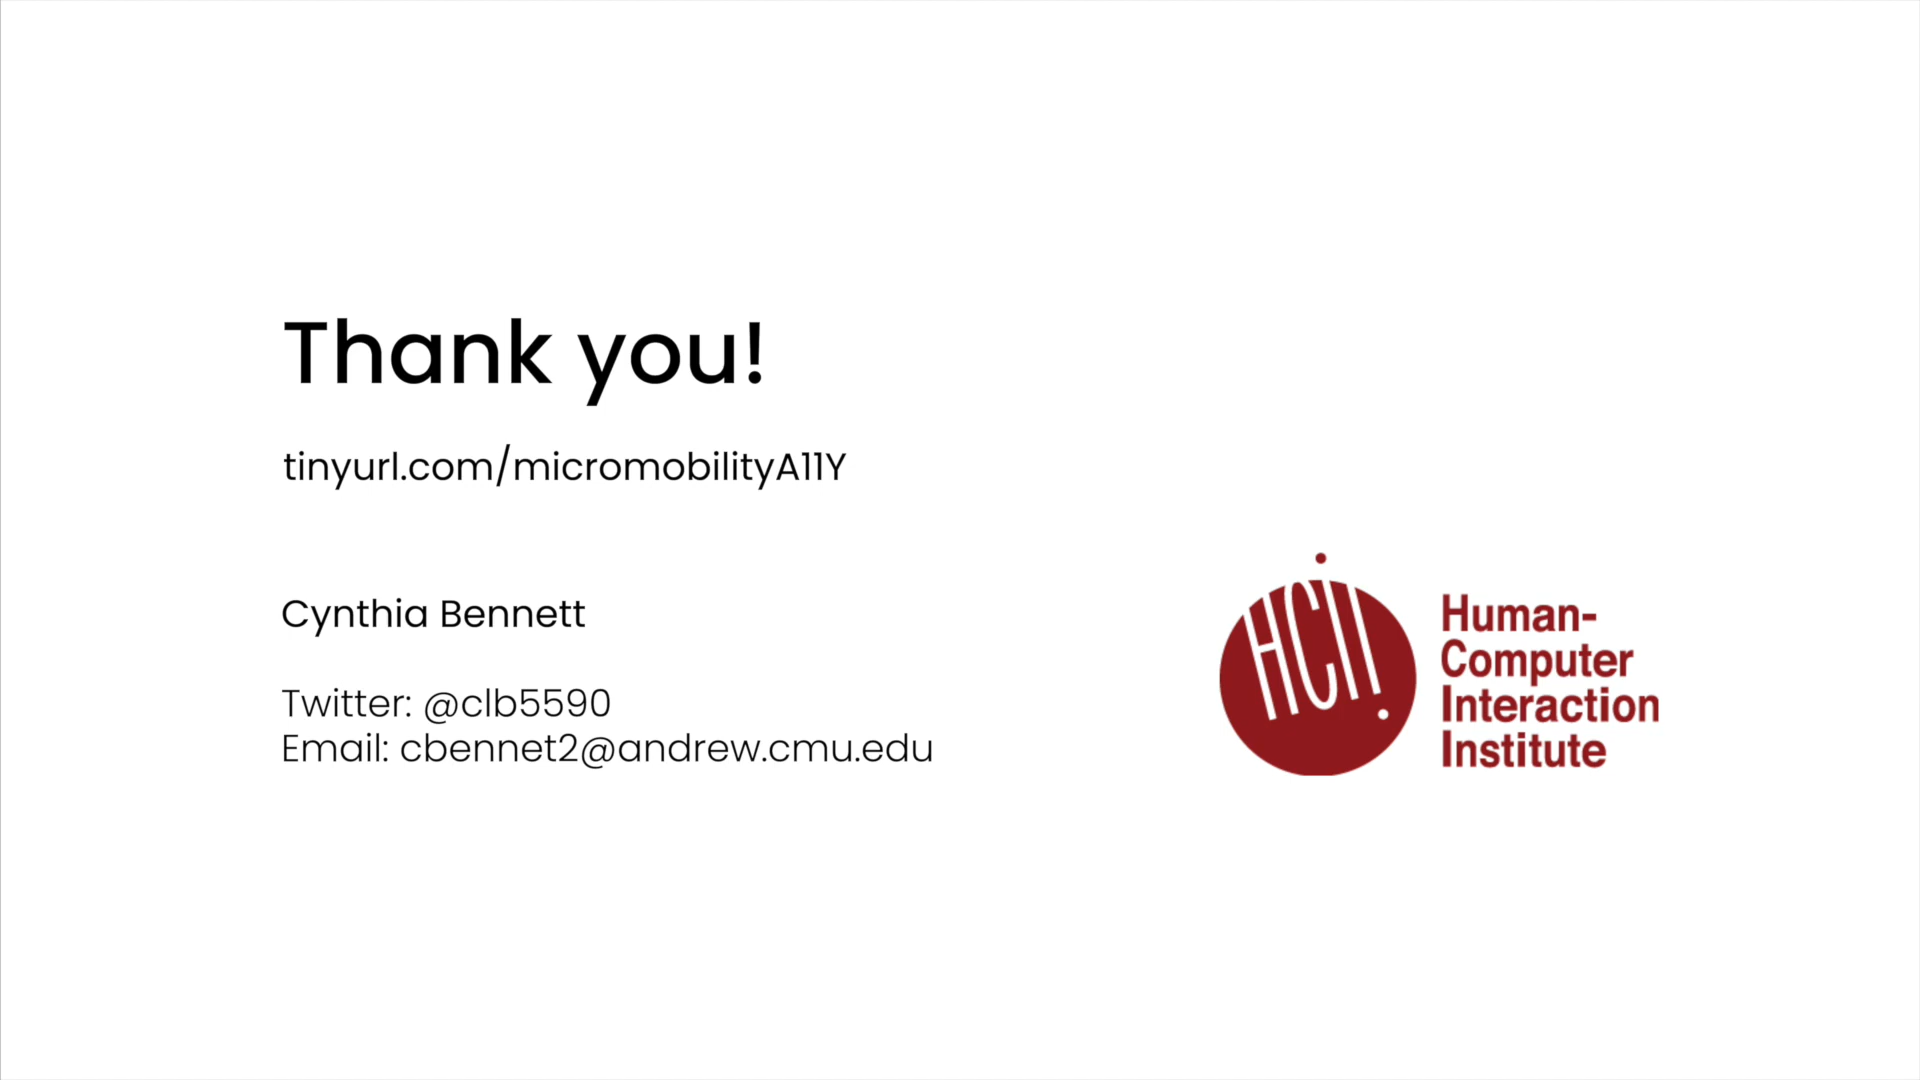 Thank you!
tinyurl.com/micromobilityA11Y
Cynthia Bennett
Twitter: @clb5590
Email: cbennet2@andrew.cmu.edu
HCII
Human-
Computer
Interaction
Institute